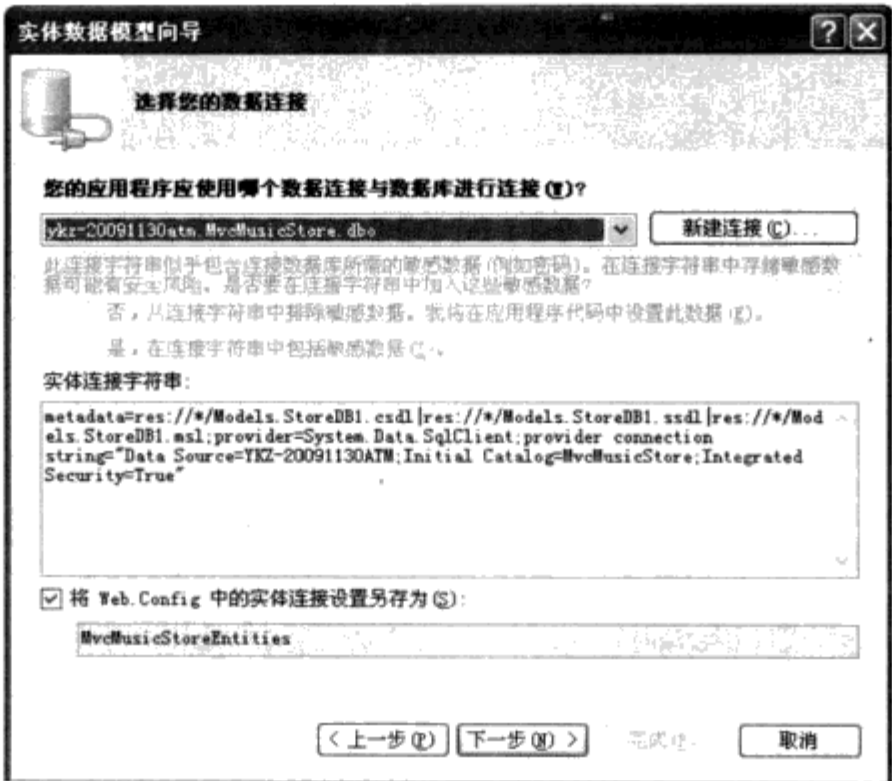 实体数据模型向导
选择您的数据连接
您的应用程序应使用哪个数据连接与数据库进行连接(W)?
ykz-20091130atm.MvcMusicStore.dbo
新建连接(C)...
此连接字符串似乎包含连接数据库所需的敏感数据(例如密码)。在连接字符串中存储敏感数
据可能有安全风险。是否要在连接字符串中加入这些敏感数据?
否,从连接字符串中排除敏感数据。我将在应用程序代码中设置此数据(E)。
是,在连接字符串中包括敏感数据(I)。
实体连接字符串:
metadata=res://*/Models.StoreDB1.csdl|res://*/Models.StoreDB1.ssdl|res://*/Mod
els.StoreDB1.msl;provider=System.Data.SqlClient;provider connection
string="Data Source=YKZ-20091130ATM;Initial Catalog=MvcMusicStore;Integrated
Security=True"
将 Web.Config 中的实体连接设置另存为(S):
MvcMusicStoreEntities
< 上一步(P)
下一步(N) >
完成(F)
取消